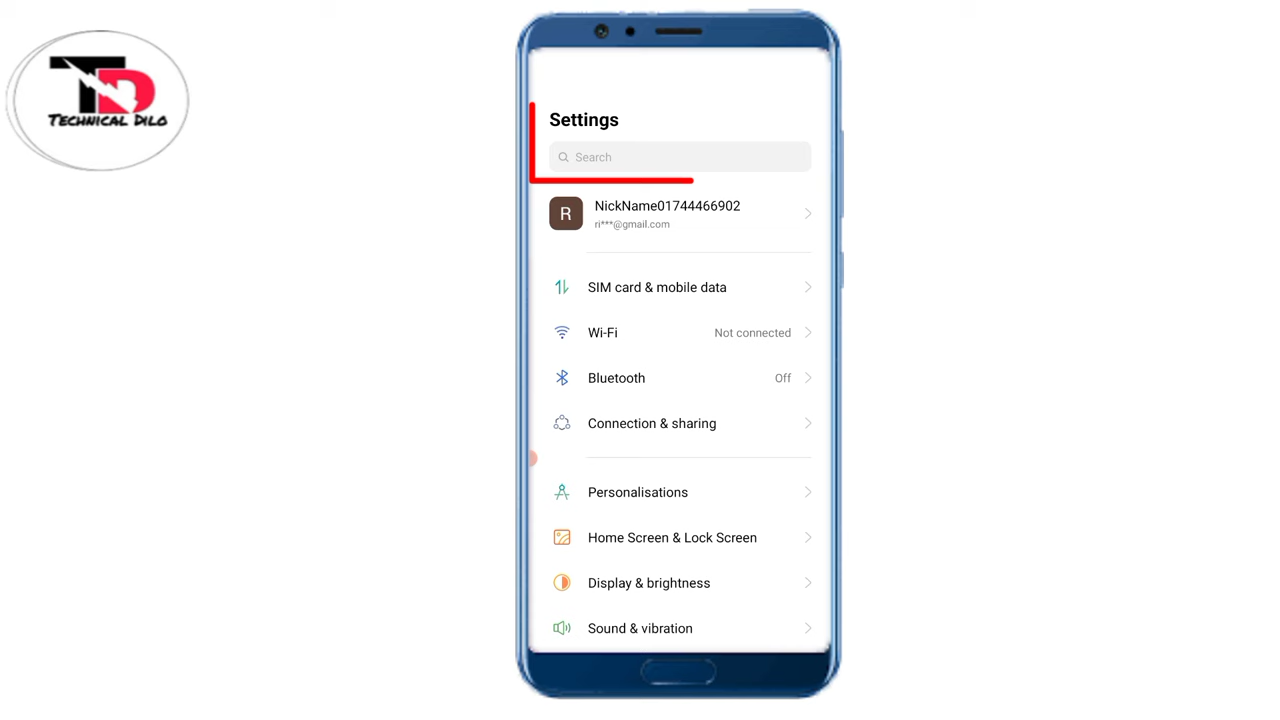 TD
TECHNICAL DILO
Settings
Search
R
NickName01744466902
ri***@gmail.com
SIM card & mobile data
Wi-Fi
Not connected
Bluetooth
Off
Connection & sharing
Personalisations
Home Screen & Lock Screen
Display & brightness
Sound & vibration